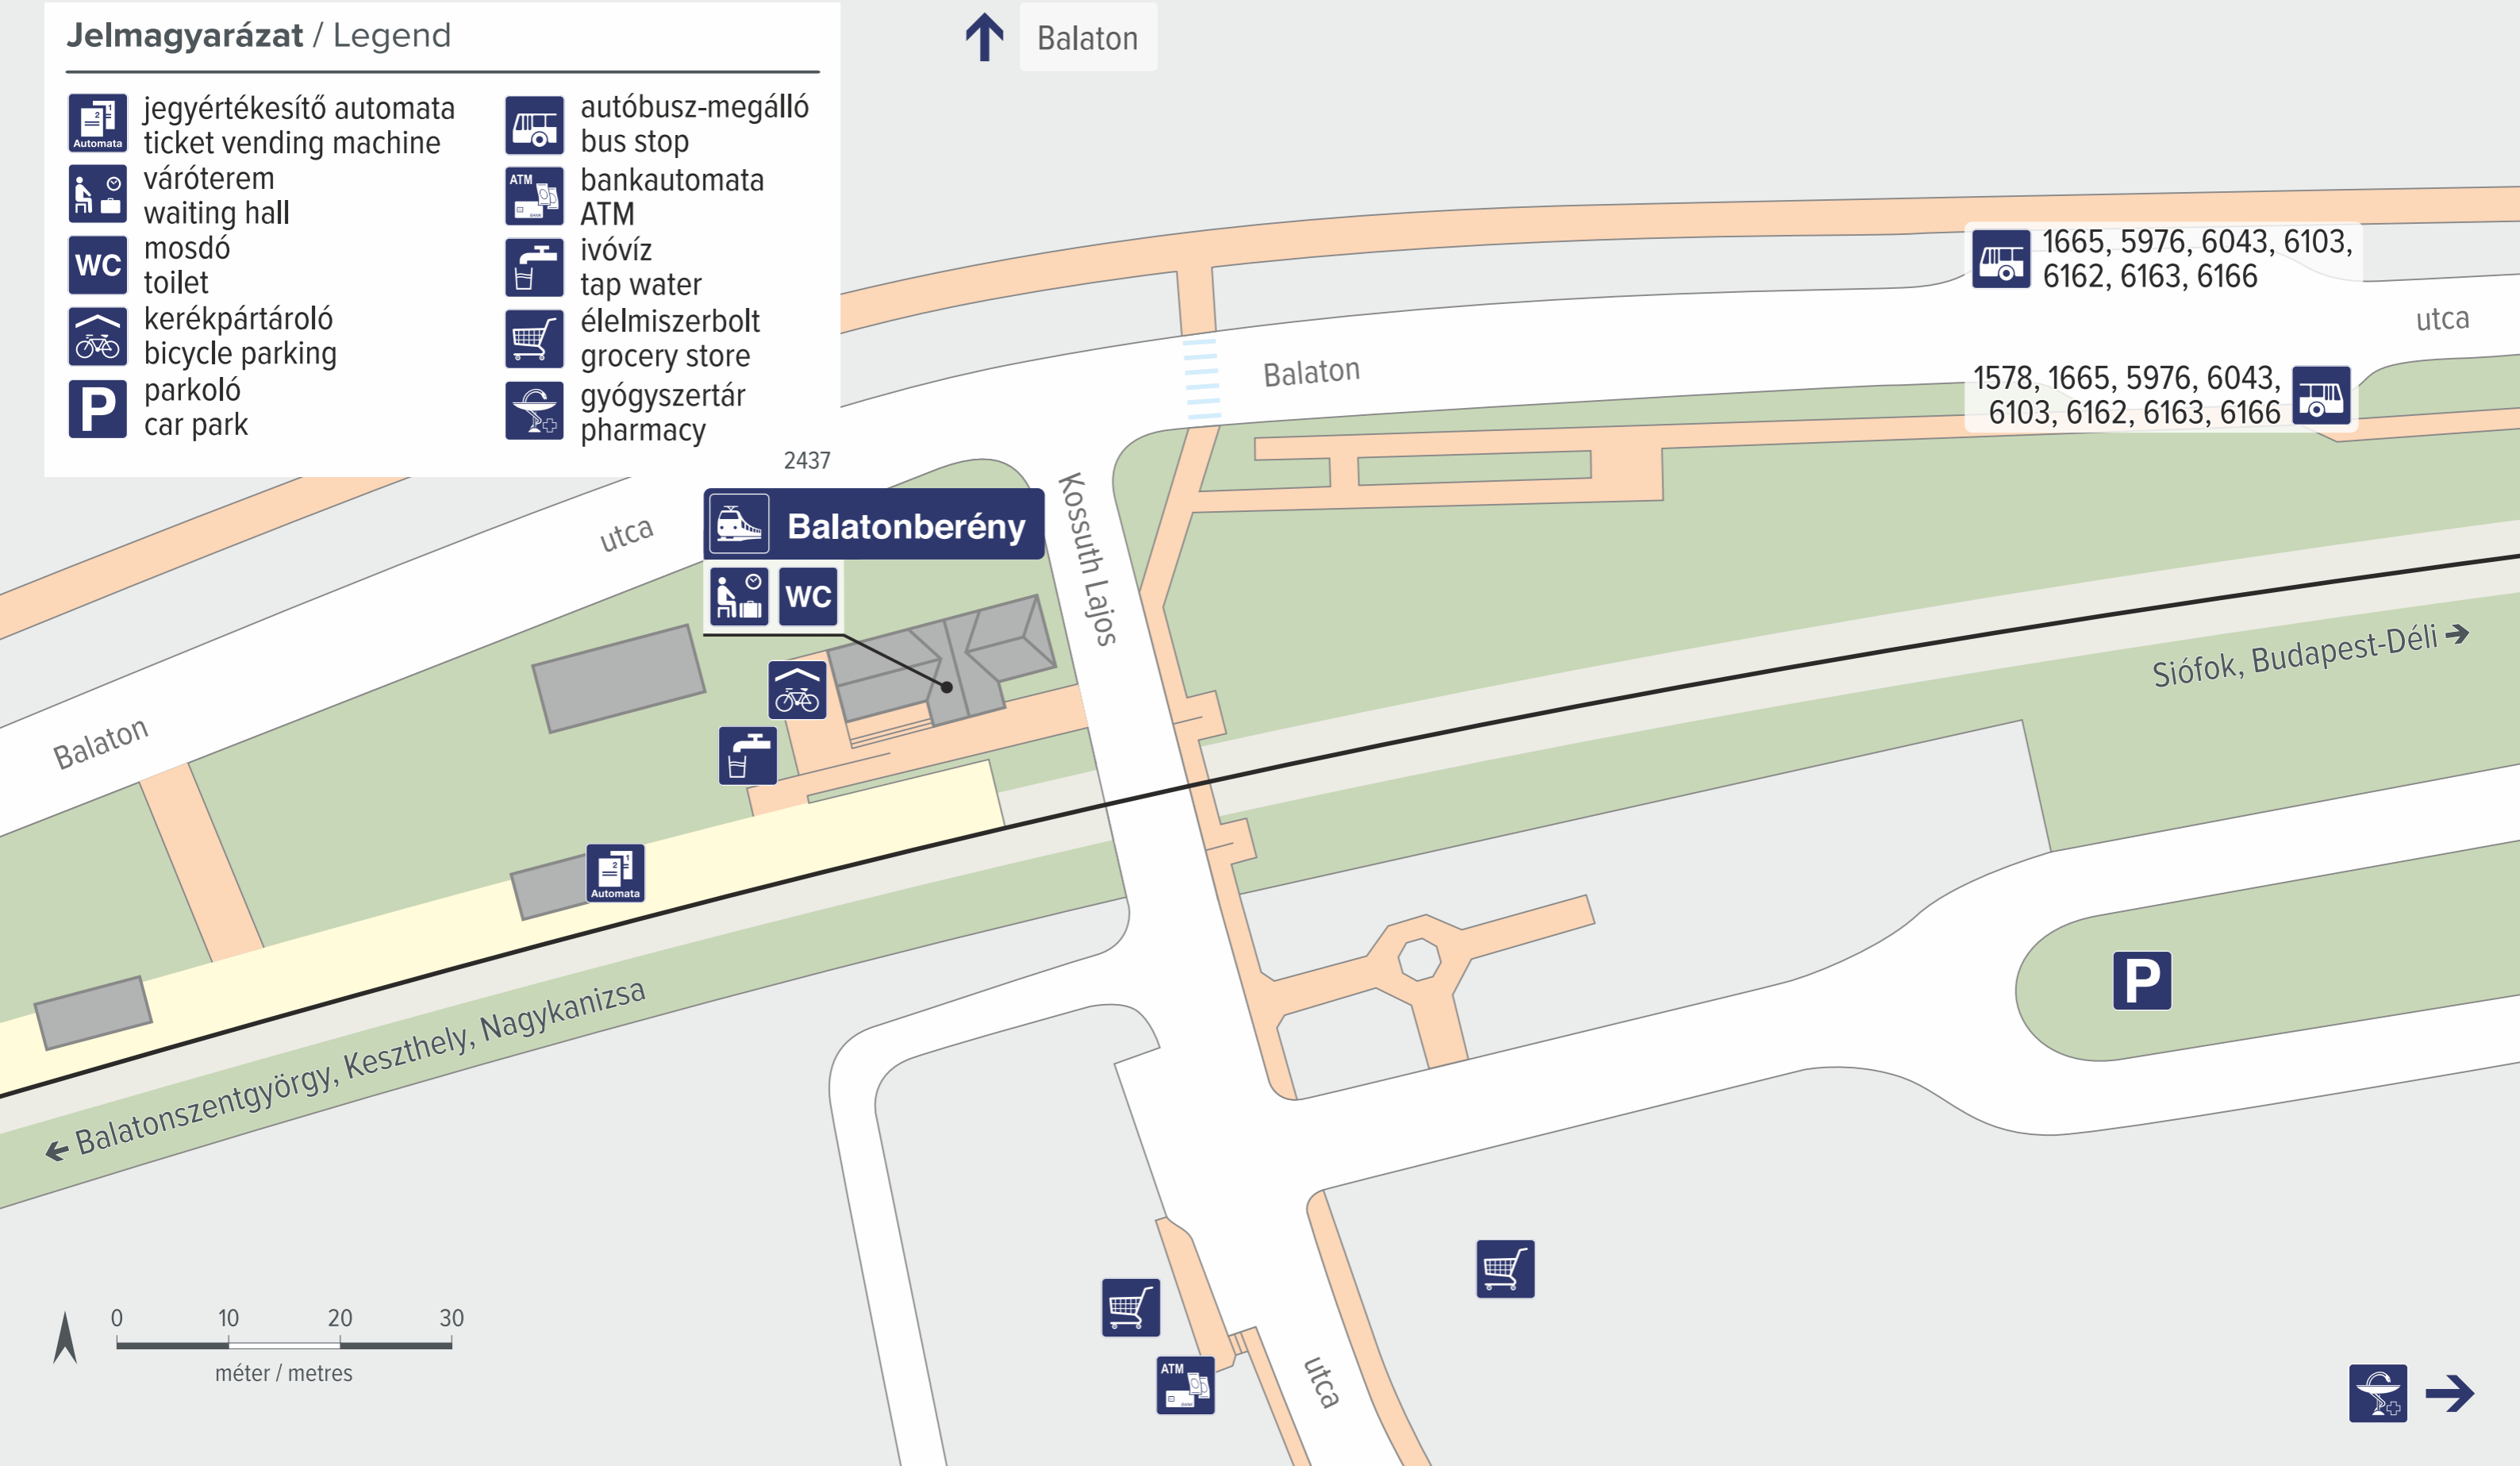 Jelmagyarázat / Legend
Automata
jegyértékesítő automata
ticket vending machine
váróterem
waiting hall
WC
mosdó
toilet
kerékpártároló
bicycle parking
P
parkoló
car park
autóbusz-megálló
bus stop
ATM
bankautomata
ATM
ivóvíz
tap water
élelmiszerbolt
grocery store
gyógyszertár
pharmacy
Balaton
1665, 5976, 6043, 6103,
6162, 6163, 6166
utca
Balaton
1578, 1665, 5976, 6043,
6103, 6162, 6163, 6166
2437
utca
Balatonberény
WC
Kossuth Lajos
Balaton
Siófok, Budapest-Déli
Automata
P
Balatonszentgyörgy, Keszthely, Nagykanizsa
0 10 20 30
méter / metres
ATM
utca